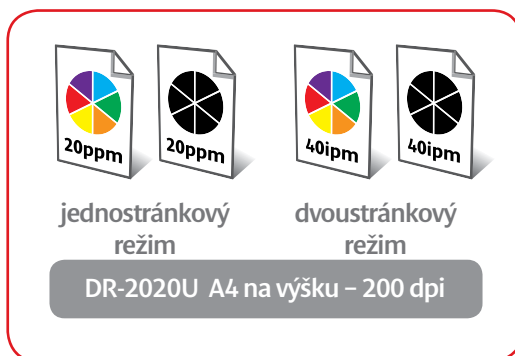 20ppm 20ppm 40ipm 40ipm
jednostránkový dvoustránkový
režim režim
DR-2020U A4 na výšku – 200 dpi